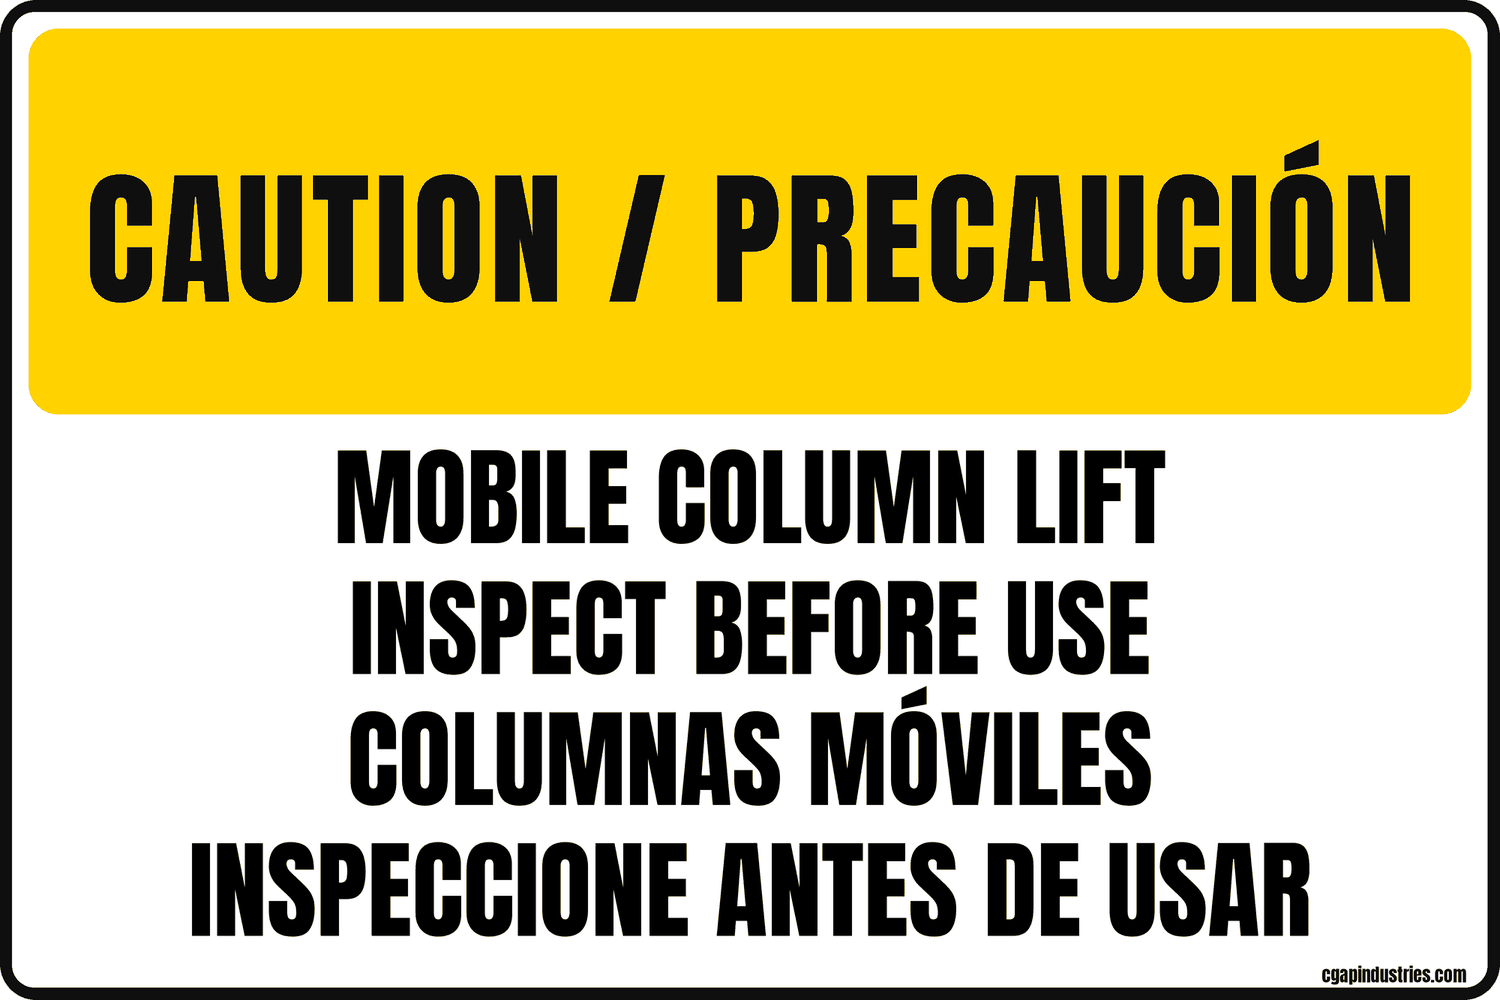 CAUTION / PRECAUCIÓN
MOBILE COLUMN LIFT
INSPECT BEFORE USE
COLUMNAS MÓVILES
INSPECCIONE ANTES DE USAR
cgapindustries.com